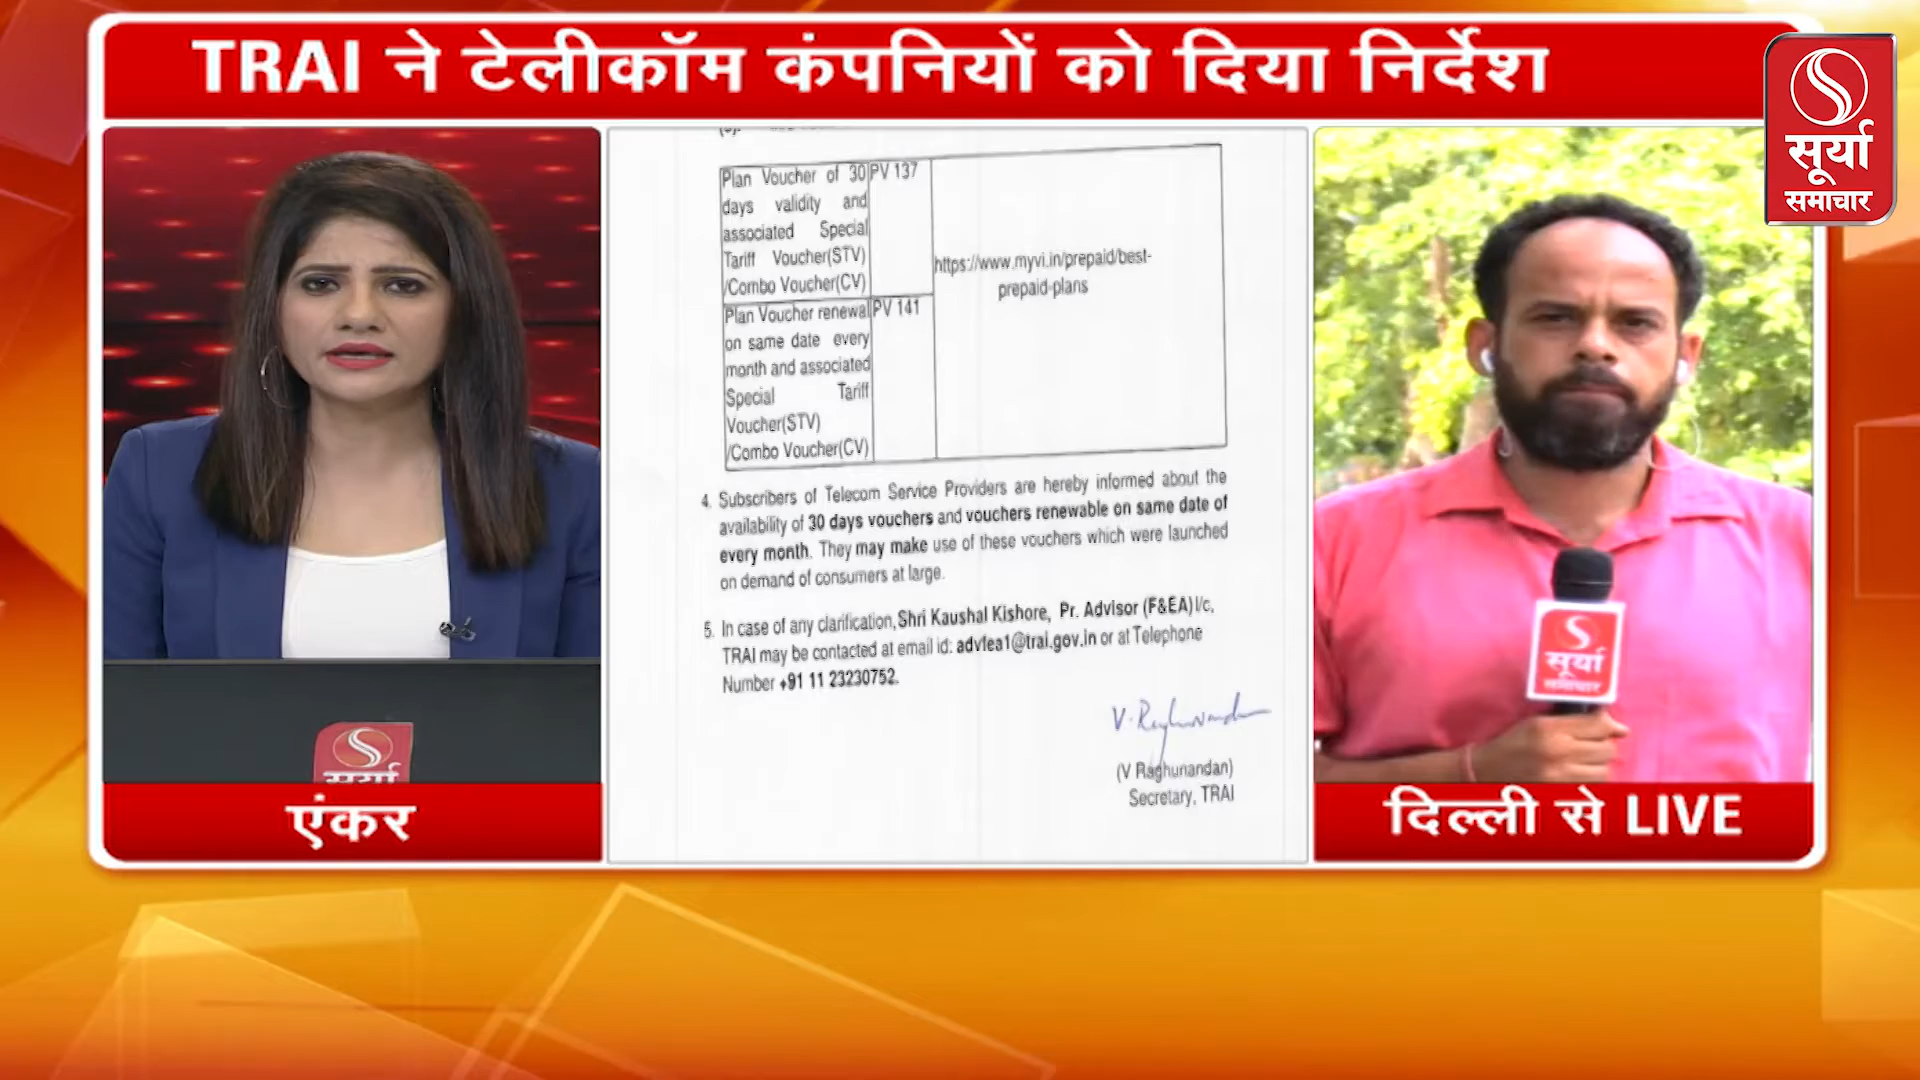 TRAI ने टेलीकॉम कंपनियों को दिया निर्देश
सूर्या
समाचार
Plan Voucher of 30 PV 137
days validity and
associated Special
Tariff Voucher(STV)
/Combo Voucher(CV)
https://www.myvi.in/prepaid/best-
prepaid-plans
Plan Voucher renewal PV 141
on same date every
month and associated
Special Tariff
Voucher(STV)
/Combo Voucher(CV)
4. Subscribers of Telecom Service Providers are hereby informed about the
availability of 30 days vouchers and vouchers renewable on same date of
every month. They may make use of these vouchers which were launched
on demand of consumers at large.
5. In case of any clarification, Shri Kaushal Kishore, Pr. Advisor (F&EA) I/c,
TRAI may be contacted at email id: advfea1@trai.gov.in or at Telephone
Number +91 11 23230752.
V. Raghunandan
(V Raghunandan)
Secretary, TRAI
सूर्या
एंकर
सूर्या
समाचार
दिल्ली से LIVE